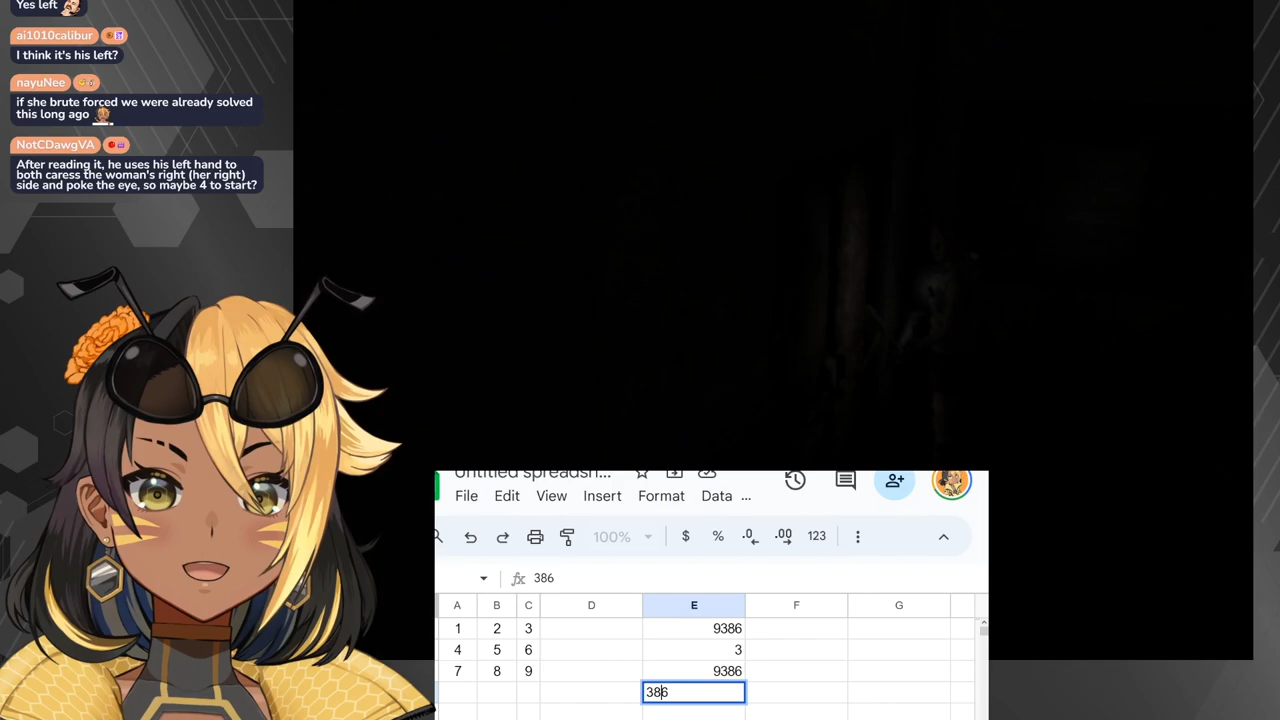 Yes left
ai1010calibur
I think it's his left?
nayuNee
if she brute forced we were already solved
this long ago
NotCDawgVA
After reading it, he uses his left hand to
both caress the woman's right (her right)
side and poke the eye, so maybe 4 to start?
Untitled spreadsh...
File Edit View Insert Format Data ...
100% $ % .0 .00 123
fx 386
A B C D E F G
1 2 3 9386
4 5 6 3
7 8 9 9386
386